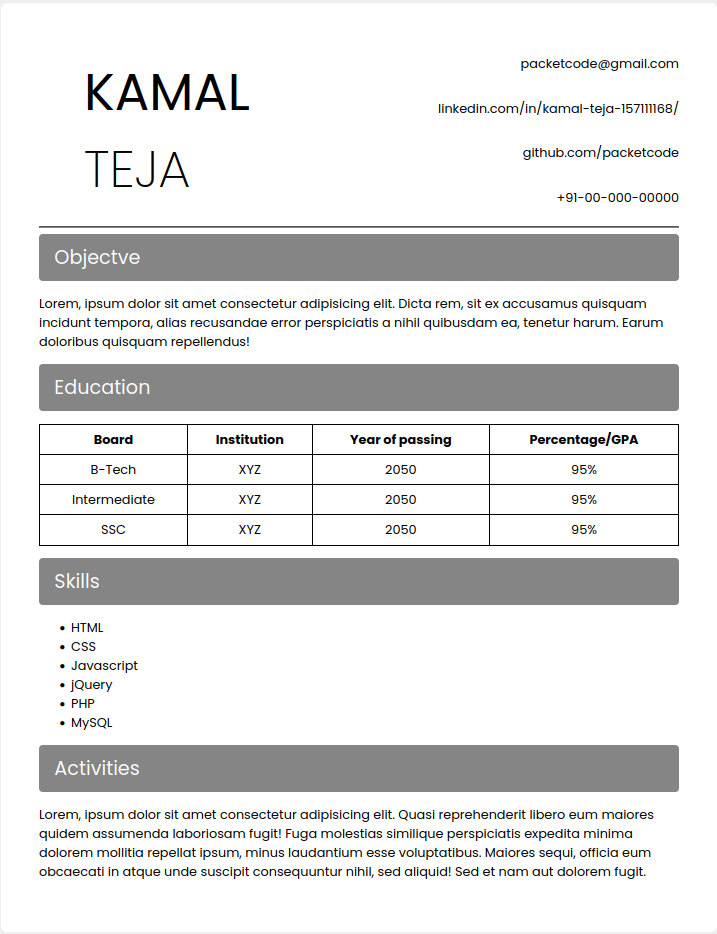 KAMAL
TEJA
packetcode@gmail.com
linkedin.com/in/kamal-teja-157111168/
github.com/packetcode
+91-00-000-00000
Objectve
Lorem, ipsum dolor sit amet consectetur adipisicing elit. Dicta rem, sit ex accusamus quisquam
incidunt tempora, alias recusandae error perspiciatis a nihil quibusdam ea, tenetur harum. Earum
doloribus quisquam repellendus!
Education
Board Institution Year of passing Percentage/GPA
B-Tech XYZ 2050 95%
Intermediate XYZ 2050 95%
SSC XYZ 2050 95%
Skills
• HTML
• CSS
• Javascript
• jQuery
• PHP
• MySQL
Activities
Lorem, ipsum dolor sit amet consectetur adipisicing elit. Quasi reprehenderit libero eum maiores
quidem assumenda laboriosam fugit! Fuga molestias similique perspiciatis expedita minima
dolorem mollitia repellat ipsum, minus laudantium esse voluptatibus. Maiores sequi, officia eum
obcaecati in atque unde suscipit consequuntur nihil, sed aliquid! Sed et nam aut dolorem fugit.